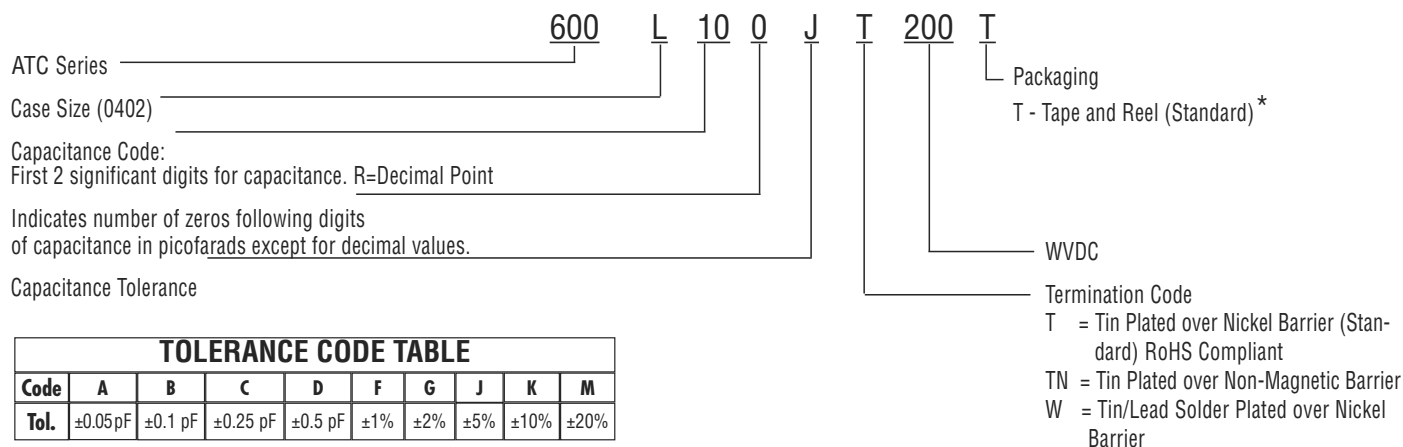 600 L 10 0 J T 200 T
ATC Series
Case Size (0402)
Capacitance Code:
First 2 significant digits for capacitance. R=Decimal Point
Indicates number of zeros following digits
of capacitance in picofarads except for decimal values.
Capacitance Tolerance
Packaging
T - Tape and Reel (Standard)*
WVDC
Termination Code
T = Tin Plated over Nickel Barrier (Stan-
dard) RoHS Compliant
TN = Tin Plated over Non-Magnetic Barrier
W = Tin/Lead Solder Plated over Nickel
Barrier
TOLERANCE CODE TABLE
Code A B C D F G J K M
Tol. ±0.05pF ±0.1 pF ±0.25 pF ±0.5 pF ±1% ±2% ±5% ±10% ±20%